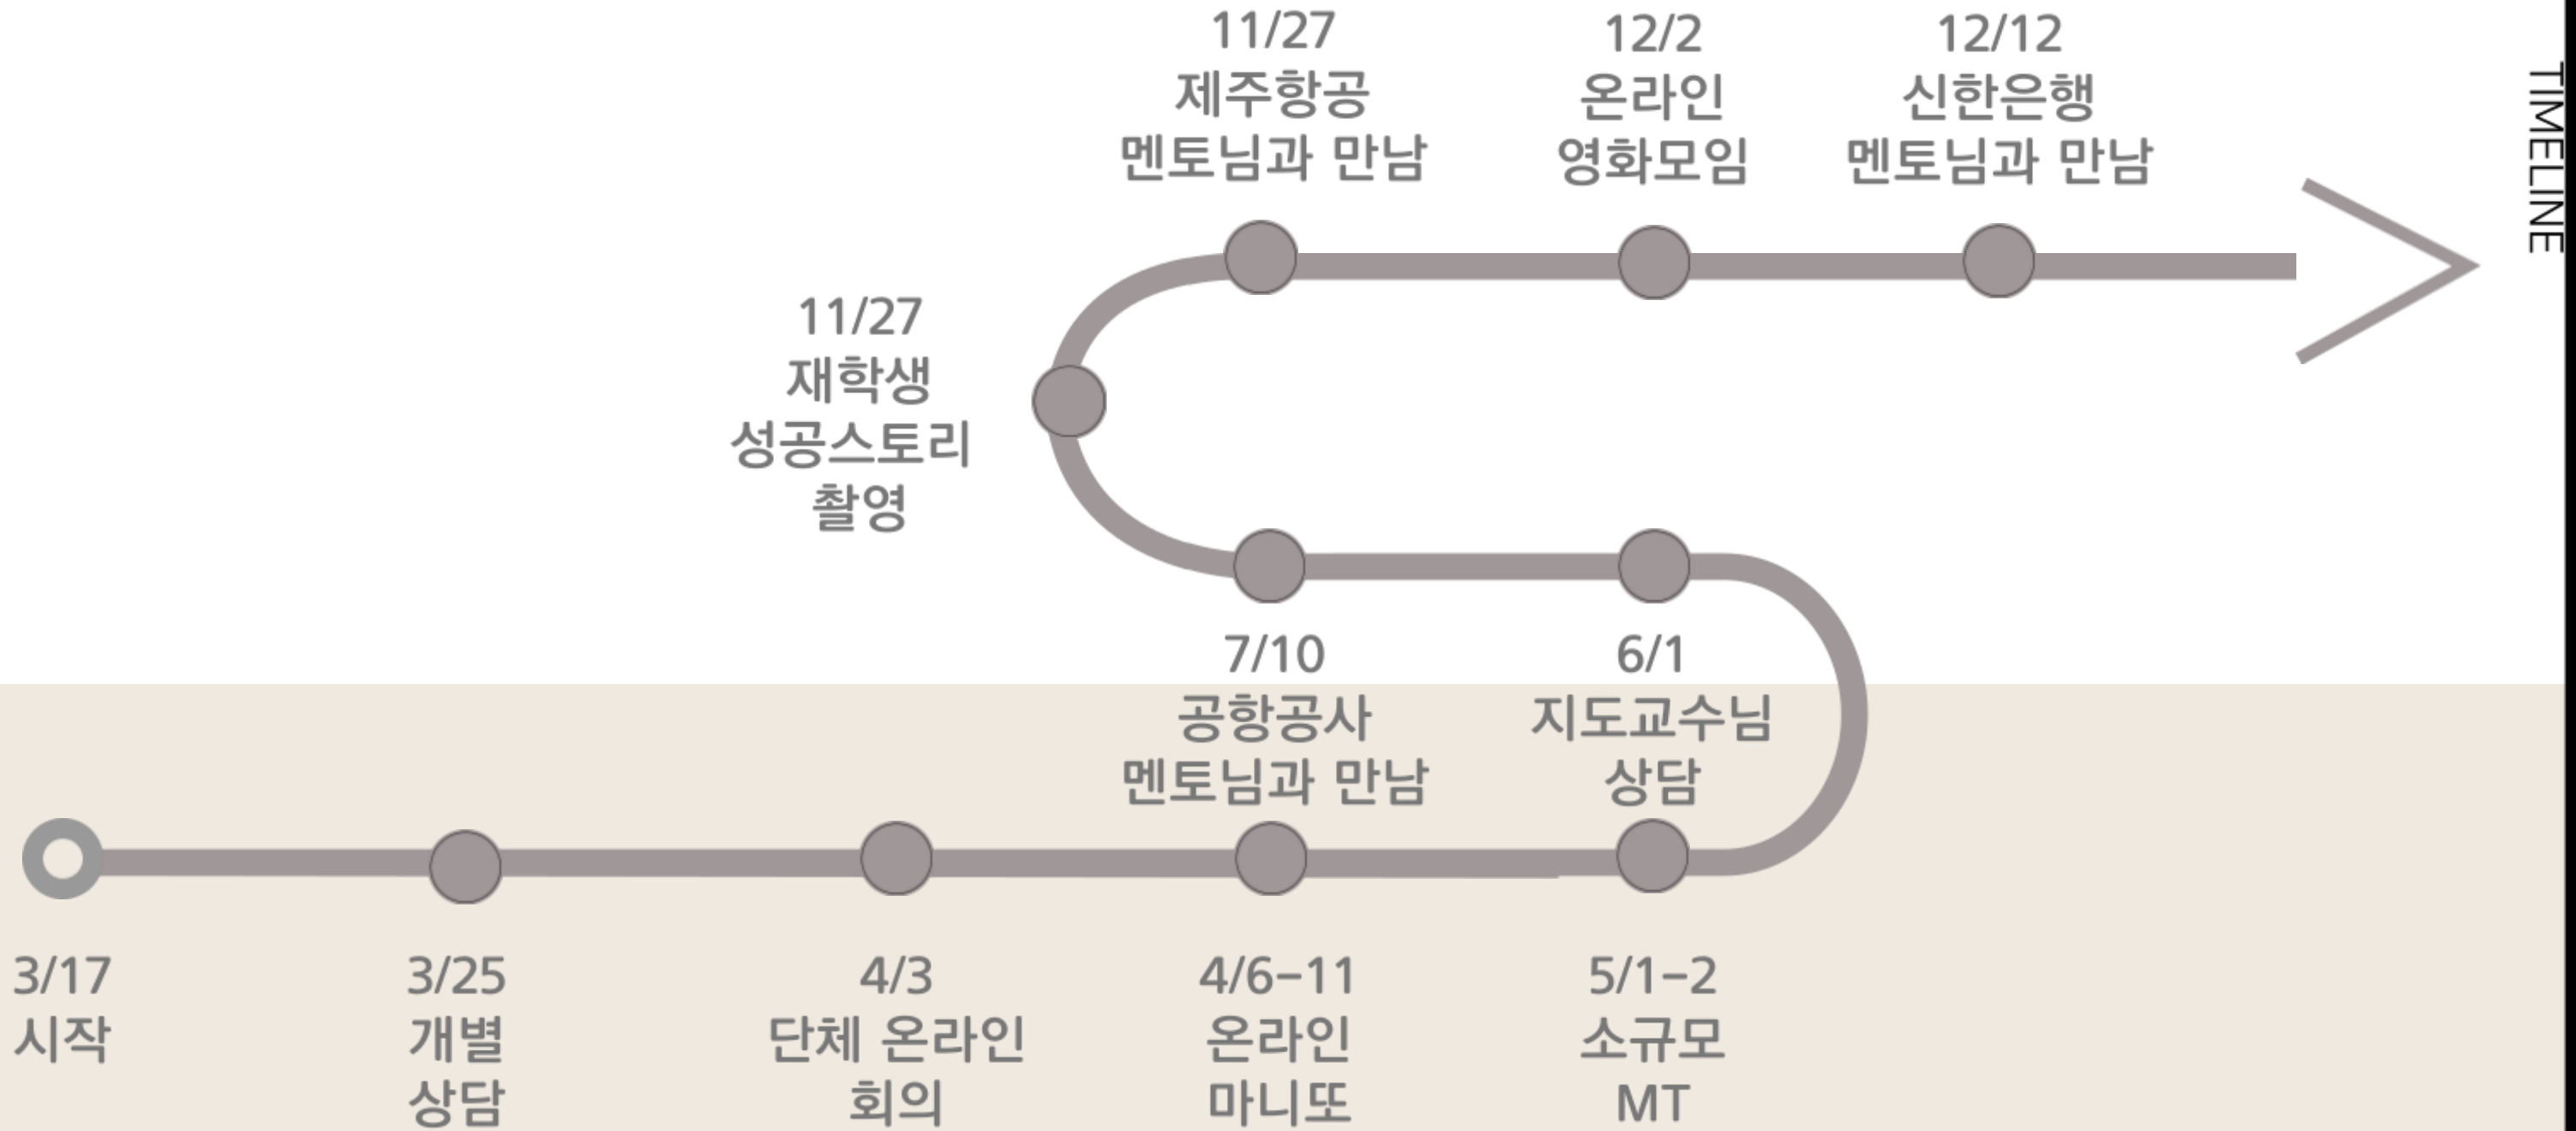 11/27
제주항공
멘토님과 만남
12/2
온라인
영화모임
12/12
신한은행
멘토님과 만남
TIMELINE
11/27
재학생
성공스토리
촬영
7/10
공항공사
멘토님과 만남
6/1
지도교수님
상담
3/17
시작
3/25
개별
상담
4/3
단체 온라인
회의
4/6-11
온라인
마니또
5/1-2
소규모
MT